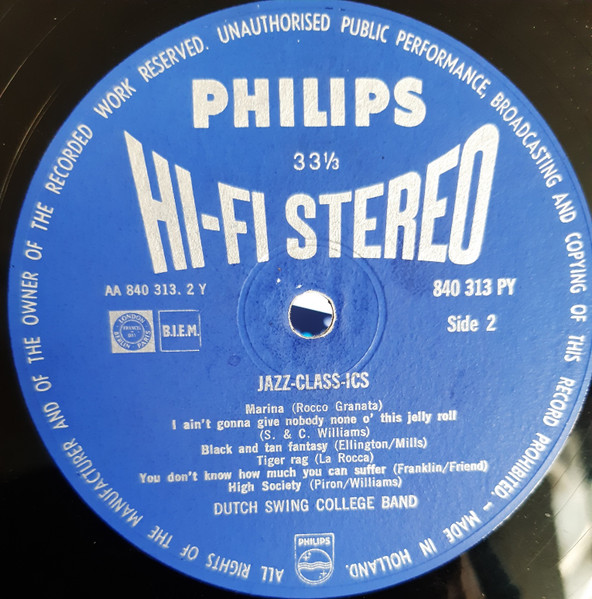 ALL RIGHTS OF THE MANUFACTURER AND OF THE OWNER OF THE RECORDED WORK RESERVED. UNAUTHORISED PUBLIC PERFORMANCE, BROADCASTING AND COPYING OF THIS RECORD PROHIBITED. – MADE IN HOLLAND.
PHILIPS
33⅓
HI-FI STEREO
AA 840 313. 2 Y
840 313 PY
LONDON
BERLIN PARIS
B.I.E.M.
Side 2
JAZZ-CLASS-ICS
Marina (Rocco Granata)
I ain't gonna give nobody none o' this jelly roll
(S. & C. Williams)
Black and tan fantasy (Ellington/Mills)
Tiger rag (La Rocca)
You don't know how much you can suffer (Franklin/Friend)
High Society (Piron/Williams)
DUTCH SWING COLLEGE BAND
PHILIPS